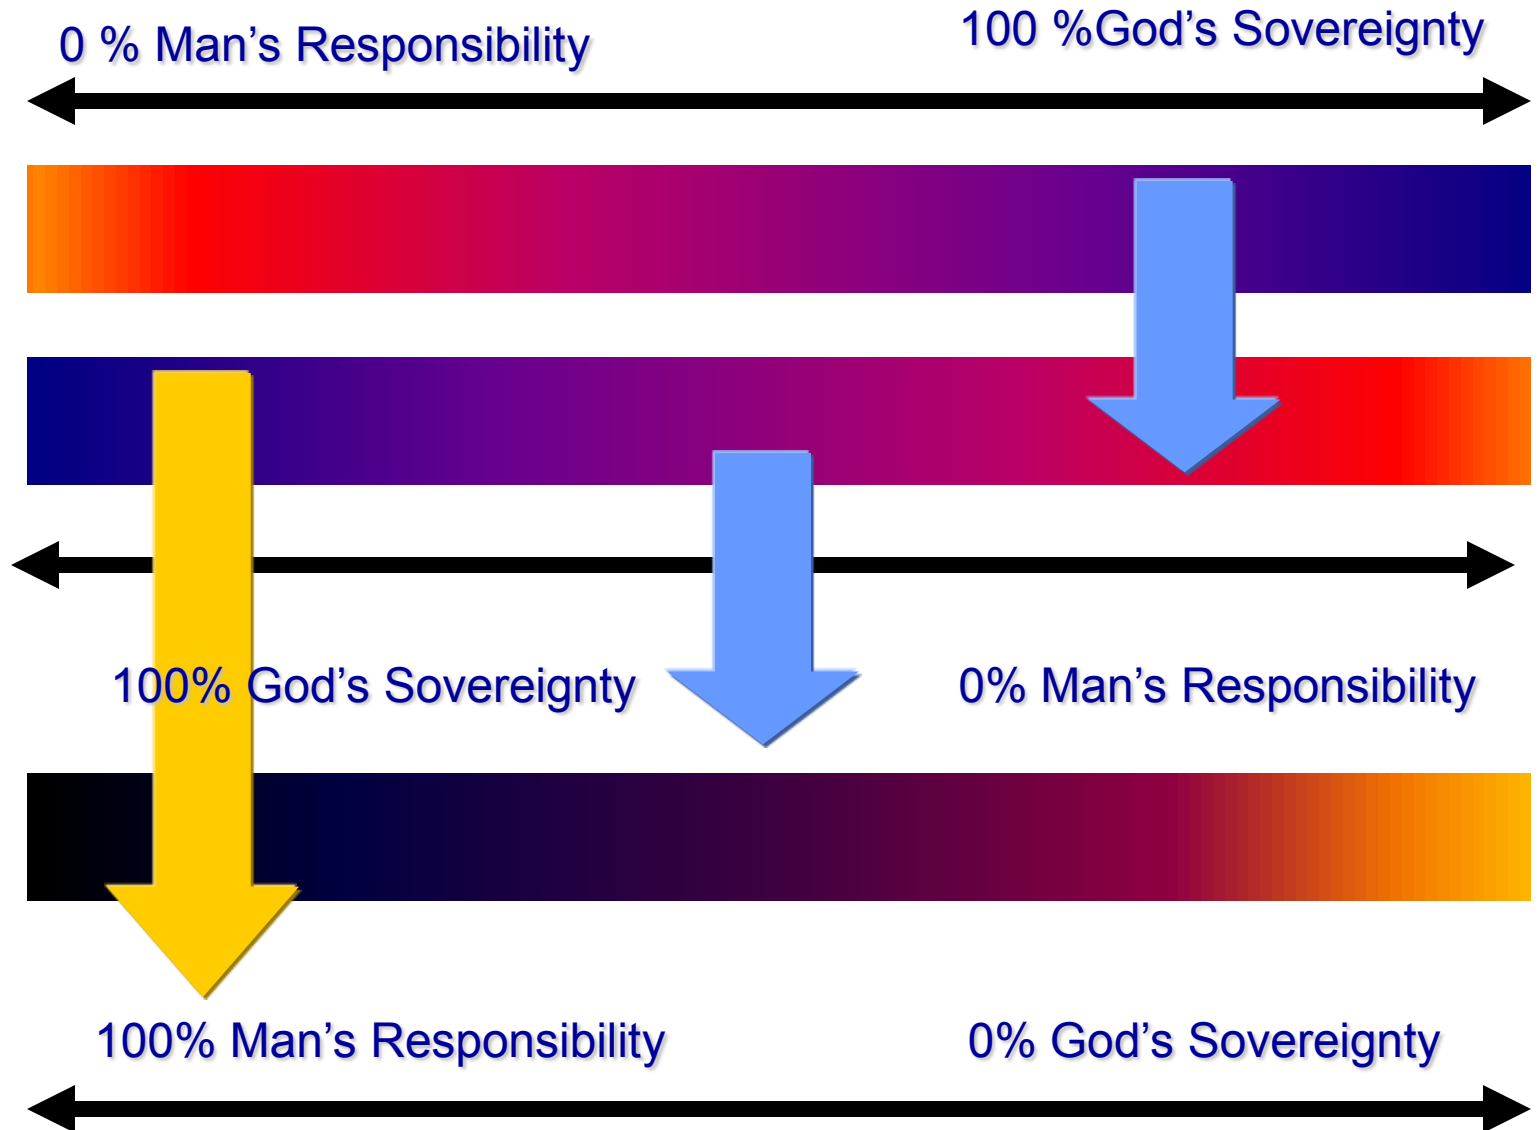 0 % Man’s Responsibility
100 %God’s Sovereignty
100% God’s Sovereignty
0% Man’s Responsibility
100% Man’s Responsibility
0% God’s Sovereignty